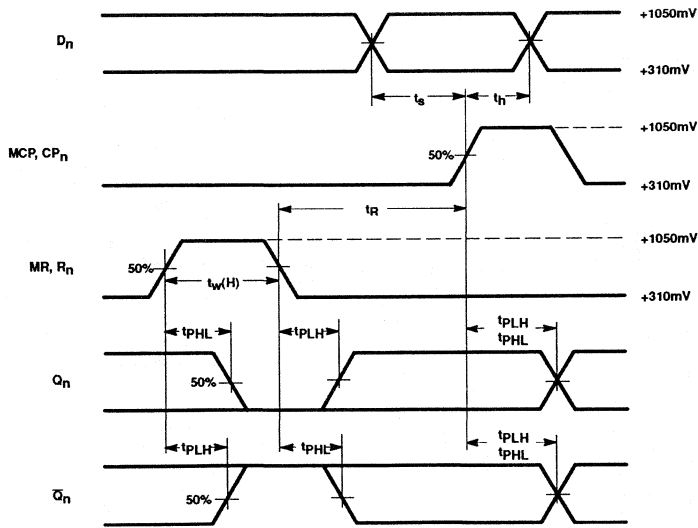 Dn
+1050mV
+310mV
ts
th
MCP, CPn
+1050mV
50%
+310mV
tR
MR, Rn
+1050mV
50%
tw(H)
+310mV
tPHL
tPLH
tPLH
tPHL
Qn
50%
tPLH
tPHL
tPLH
tPHL
Q̅n
50%